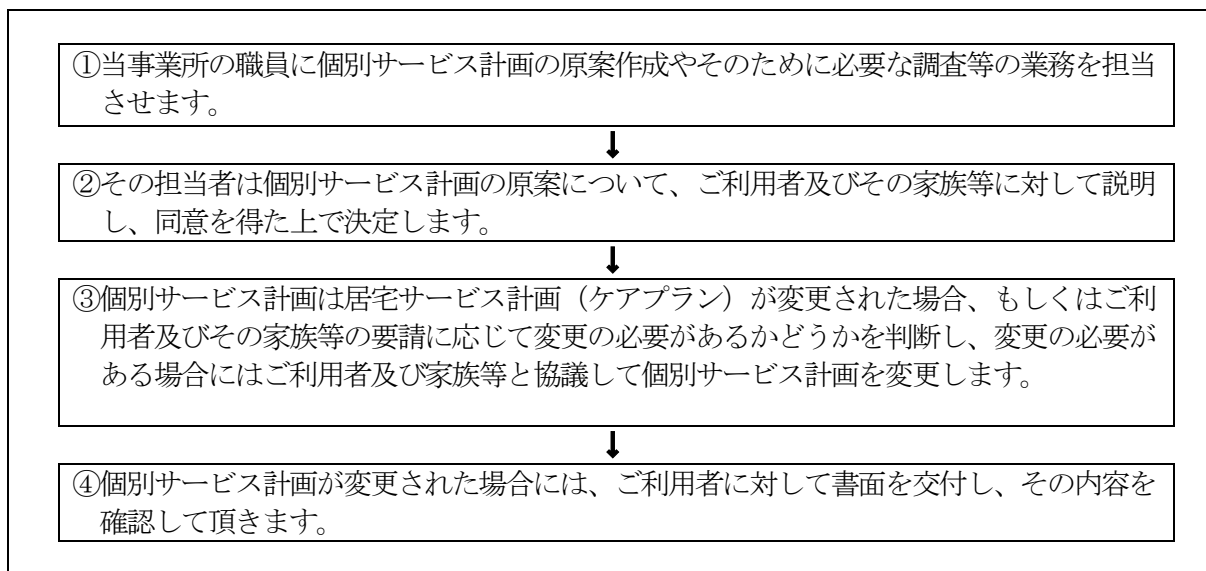 ①当事業所の職員に個別サービス計画の原案作成やそのために必要な調査等の業務を担当
させます。
↓
②その担当者は個別サービス計画の原案について、ご利用者及びその家族等に対して説明
し、同意を得た上で決定します。
↓
③個別サービス計画は居宅サービス計画（ケアプラン）が変更された場合、もしくはご利
用者及びその家族等の要請に応じて変更の必要があるかどうかを判断し、変更の必要が
ある場合にはご利用者及び家族等と協議して個別サービス計画を変更します。
↓
④個別サービス計画が変更された場合には、ご利用者に対して書面を交付し、その内容を
確認して頂きます。